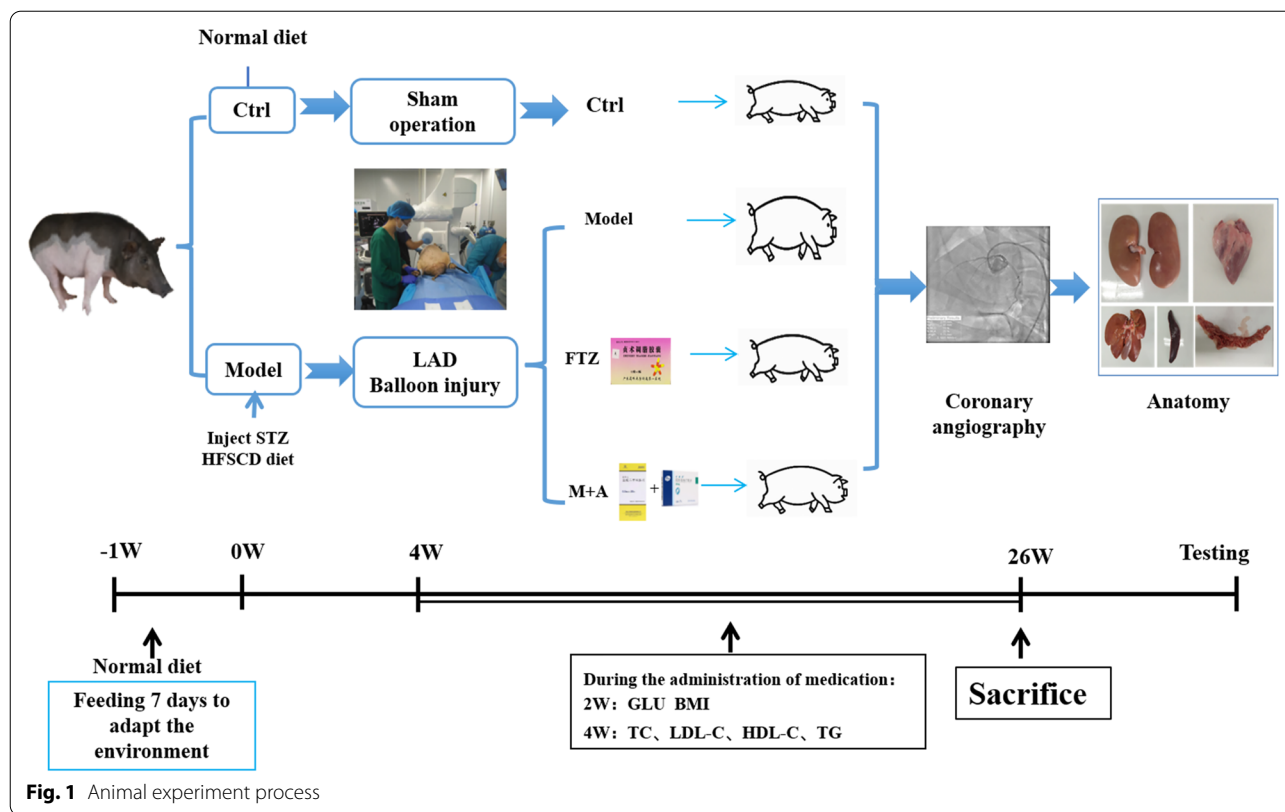 Normal diet
Ctrl
Sham
operation
Ctrl
Model
FTZ
Model
LAD
Balloon injury
Inject STZ
HFSCD diet
M+A
+
Coronary
angiography
Anatomy
-1W
0W
4W
26W
Testing
Normal diet
Feeding 7 days to
adapt the
environment
During the administration of medication：
2W：GLU BMI
4W：TC、LDL-C、HDL-C、TG
Sacrifice
Fig. 1 Animal experiment process